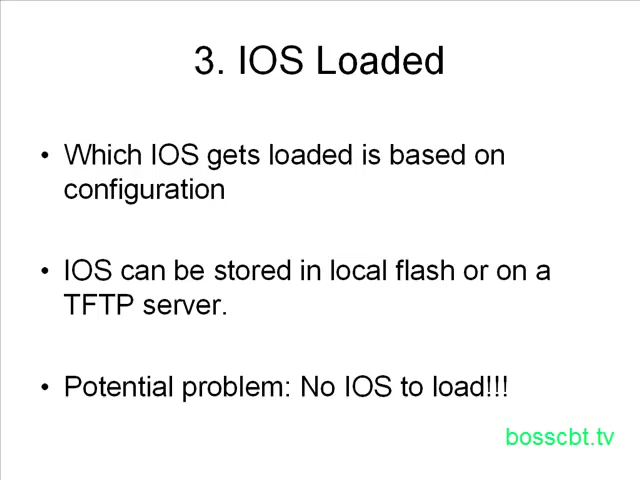 3. IOS Loaded
• Which IOS gets loaded is based on
configuration
• IOS can be stored in local flash or on a
TFTP server.
• Potential problem: No IOS to load!!!
bosscbt.tv